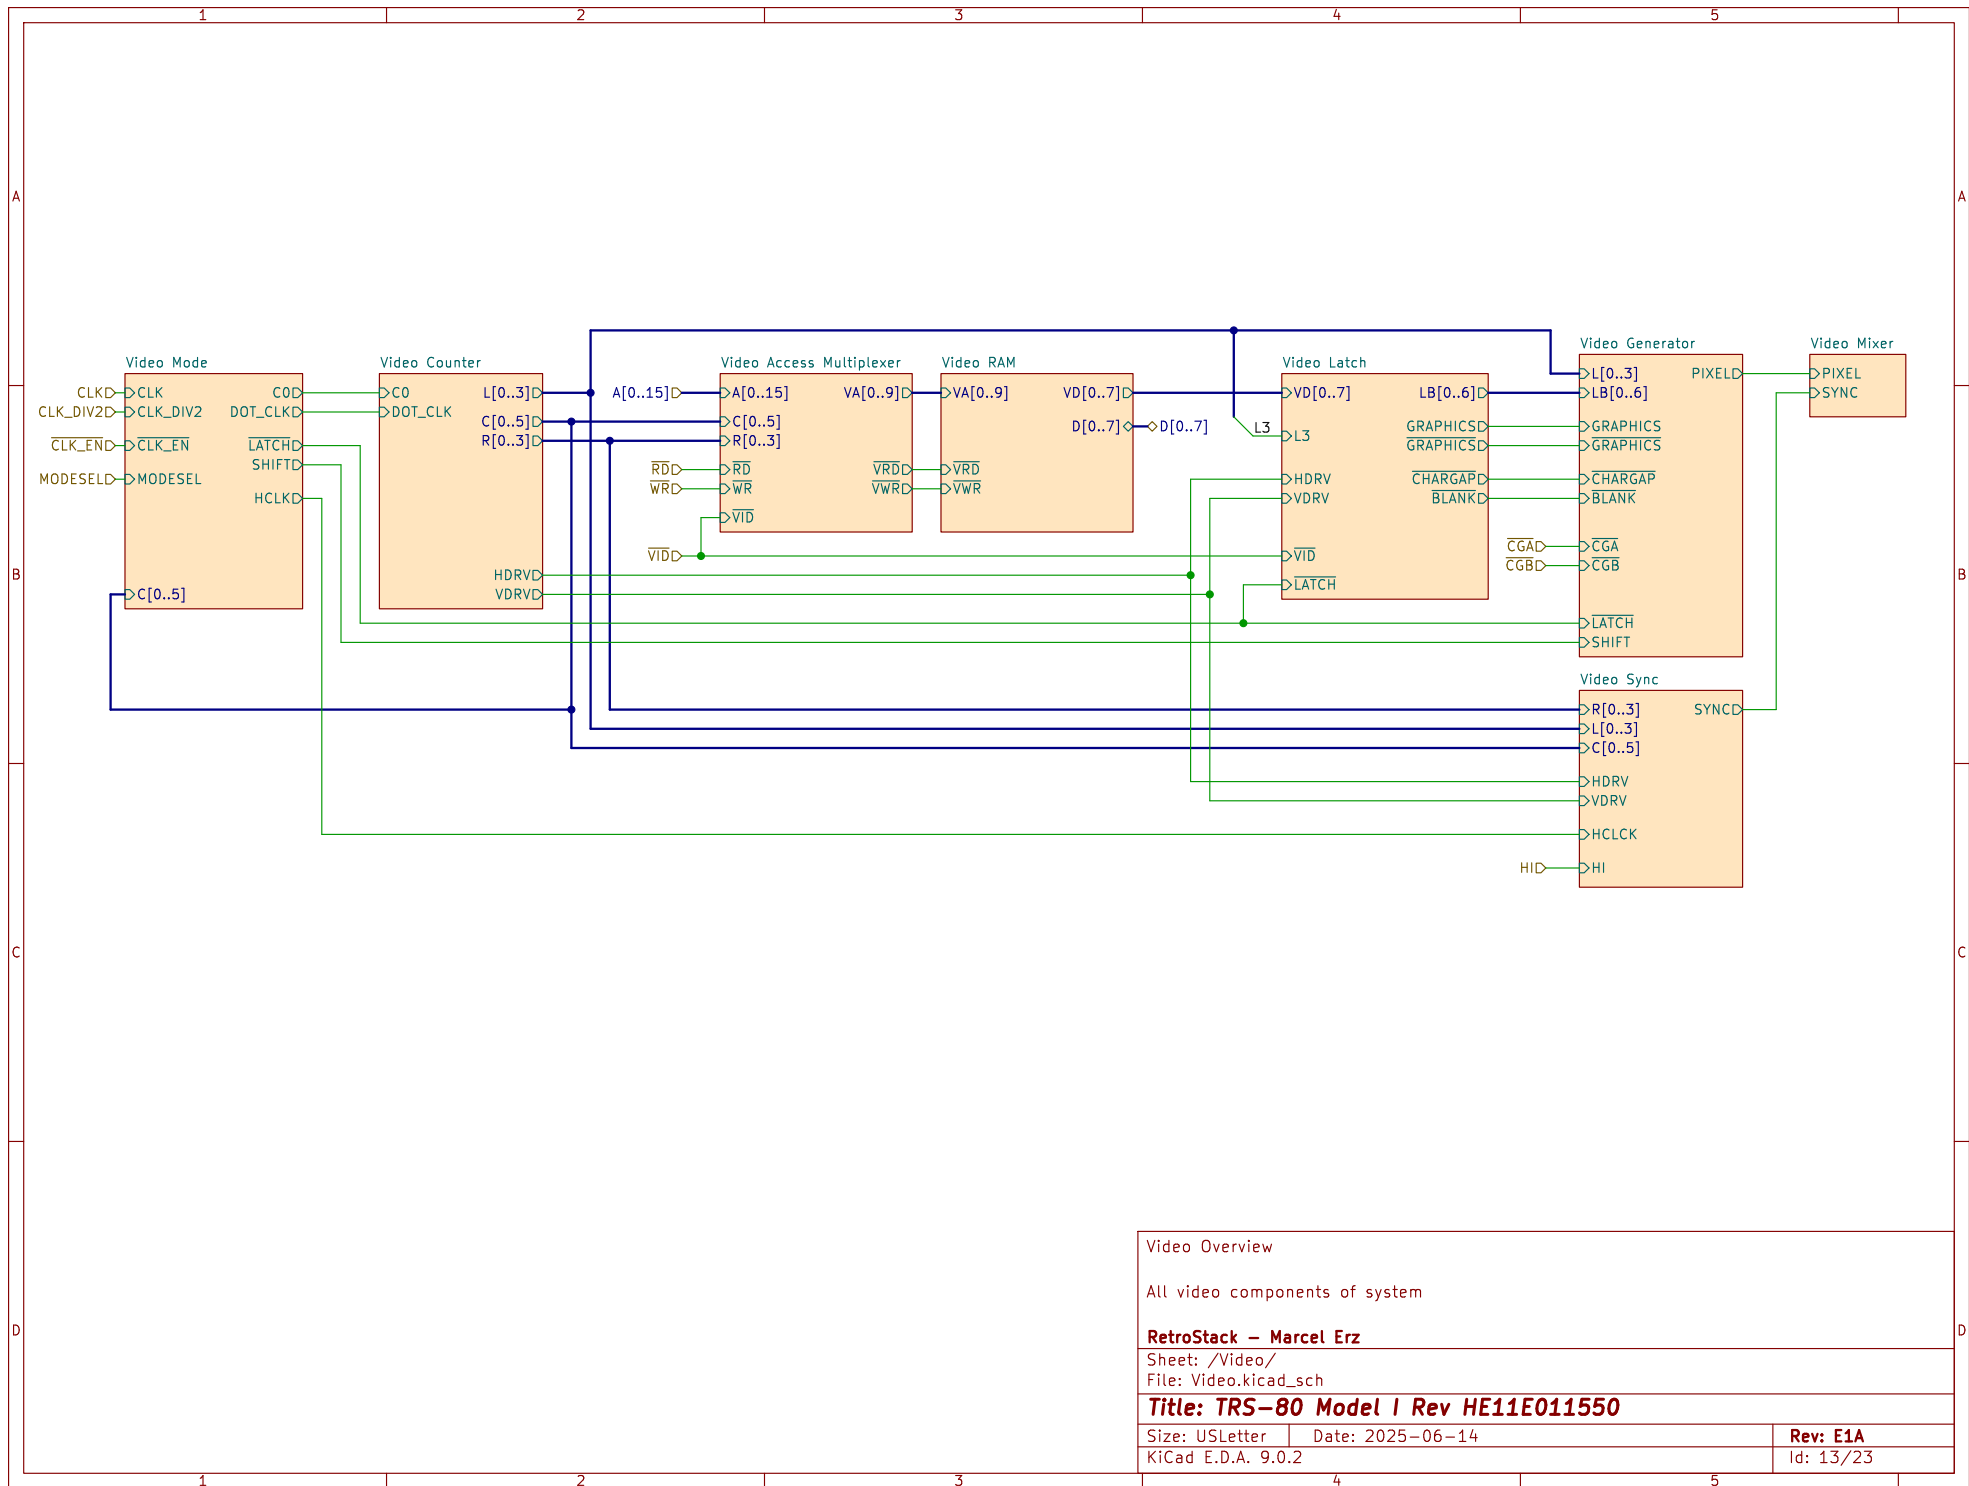 1 2 3 4 5
A A
B B
C C
D D
Video Mode
CLK CLK C0
CLK_DIV2 CLK_DIV2 DOT_CLK
CLK_EN CLK_EN LATCH
SHIFT
MODESEL MODESEL
HCLK
C[0..5]
Video Counter
C0 L[0..3]
DOT_CLK
C[0..5]
R[0..3]
HDRV
VDRV
Video Access Multiplexer
A[0..15] A[0..15] VA[0..9]
C[0..5]
R[0..3]
RD RD VRD
WR WR VWR
VID
VID
Video RAM
VA[0..9] VD[0..7]
D[0..7] D[0..7]
VRD
VWR
Video Latch
VD[0..7] LB[0..6]
GRAPHICS
L3 L3
GRAPHICS
HDRV CHARGAP
VDRV BLANK
VID
LATCH
Video Generator
L[0..3] PIXEL
LB[0..6]
GRAPHICS
GRAPHICS
CHARGAP
BLANK
CGA CGA
CGB CGB
LATCH
SHIFT
Video Mixer
PIXEL
SYNC
Video Sync
R[0..3] SYNC
L[0..3]
C[0..5]
HDRV
VDRV
HCLCK
HI HI
Video Overview
All video components of system
RetroStack - Marcel Erz
Sheet: /Video/
File: Video.kicad_sch
Title: TRS-80 Model I Rev HE11E011550
Size: USLetter Date: 2025-06-14 Rev: E1A
KiCad E.D.A. 9.0.2 Id: 13/23
1 2 3 4 5